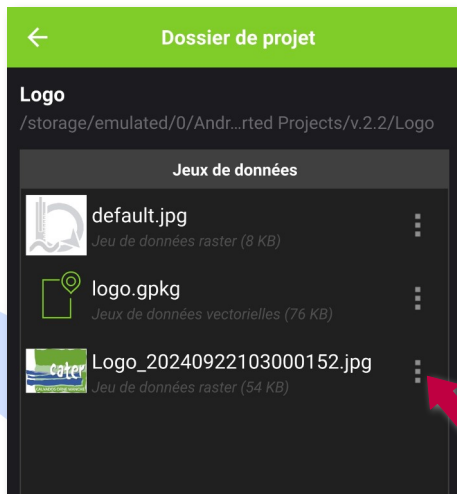 Dossier de projet
Logo
/storage/emulated/0/Andr...rted Projects/v.2.2/Logo
Jeux de données
default.jpg
Jeu de données raster (8 KB)
logo.gpkg
Jeux de données vectorielles (76 KB)
cater
Logo_20240922103000152.jpg
Jeu de données raster (54 KB)